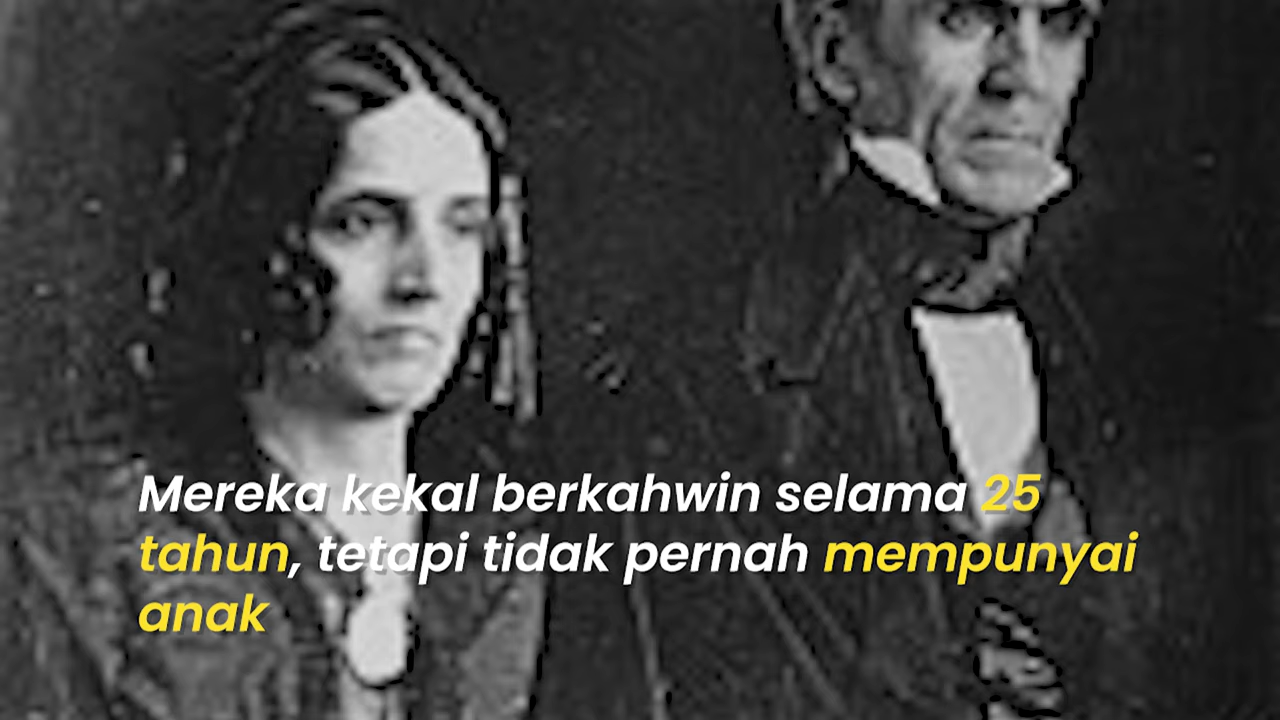 Mereka kekal berkahwin selama 25
tahun, tetapi tidak pernah mempunyai
anak